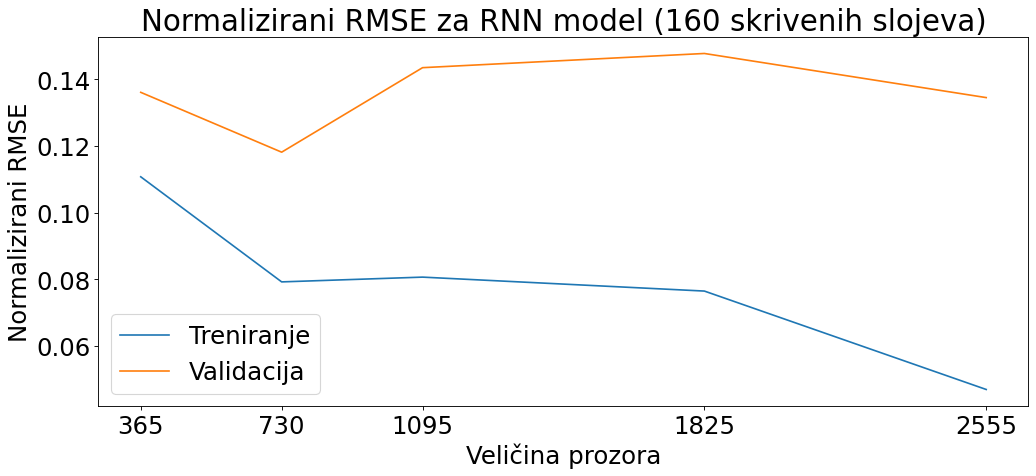 Normalizirani RMSE za RNN model (160 skrivenih slojeva)
Normalizirani RMSE
0.14
0.12
0.10
0.08
0.06
Treniranje
Validacija
365 730 1095 1825 2555
Veličina prozora